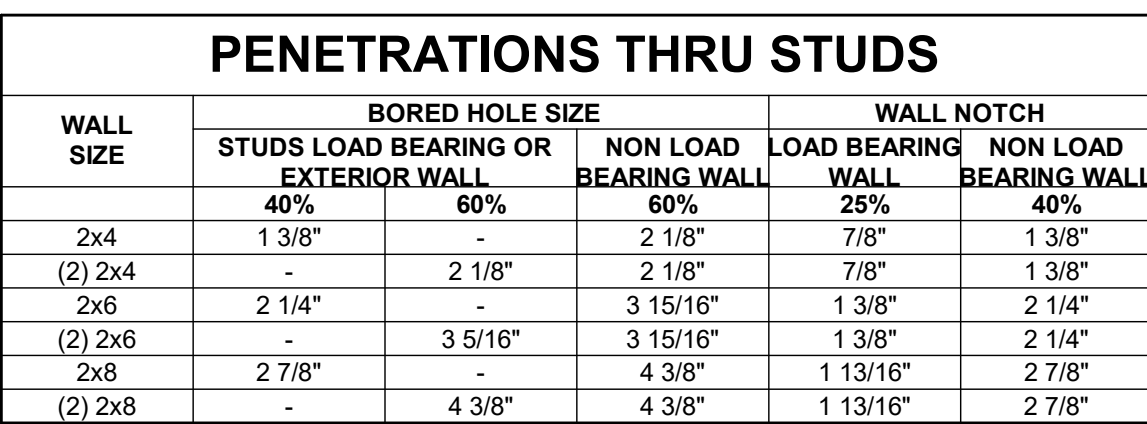 PENETRATIONS THRU STUDS
WALL SIZE
BORED HOLE SIZE
WALL NOTCH
STUDS LOAD BEARING OR EXTERIOR WALL
NON LOAD BEARING WALL
LOAD BEARING WALL
NON LOAD BEARING WALL
40% 60% 60% 25% 40%
2x4 1 3/8" - 2 1/8" 7/8" 1 3/8"
(2) 2x4 - 2 1/8" 2 1/8" 7/8" 1 3/8"
2x6 2 1/4" - 3 15/16" 1 3/8" 2 1/4"
(2) 2x6 - 3 5/16" 3 15/16" 1 3/8" 2 1/4"
2x8 2 7/8" - 4 3/8" 1 13/16" 2 7/8"
(2) 2x8 - 4 3/8" 4 3/8" 1 13/16" 2 7/8"